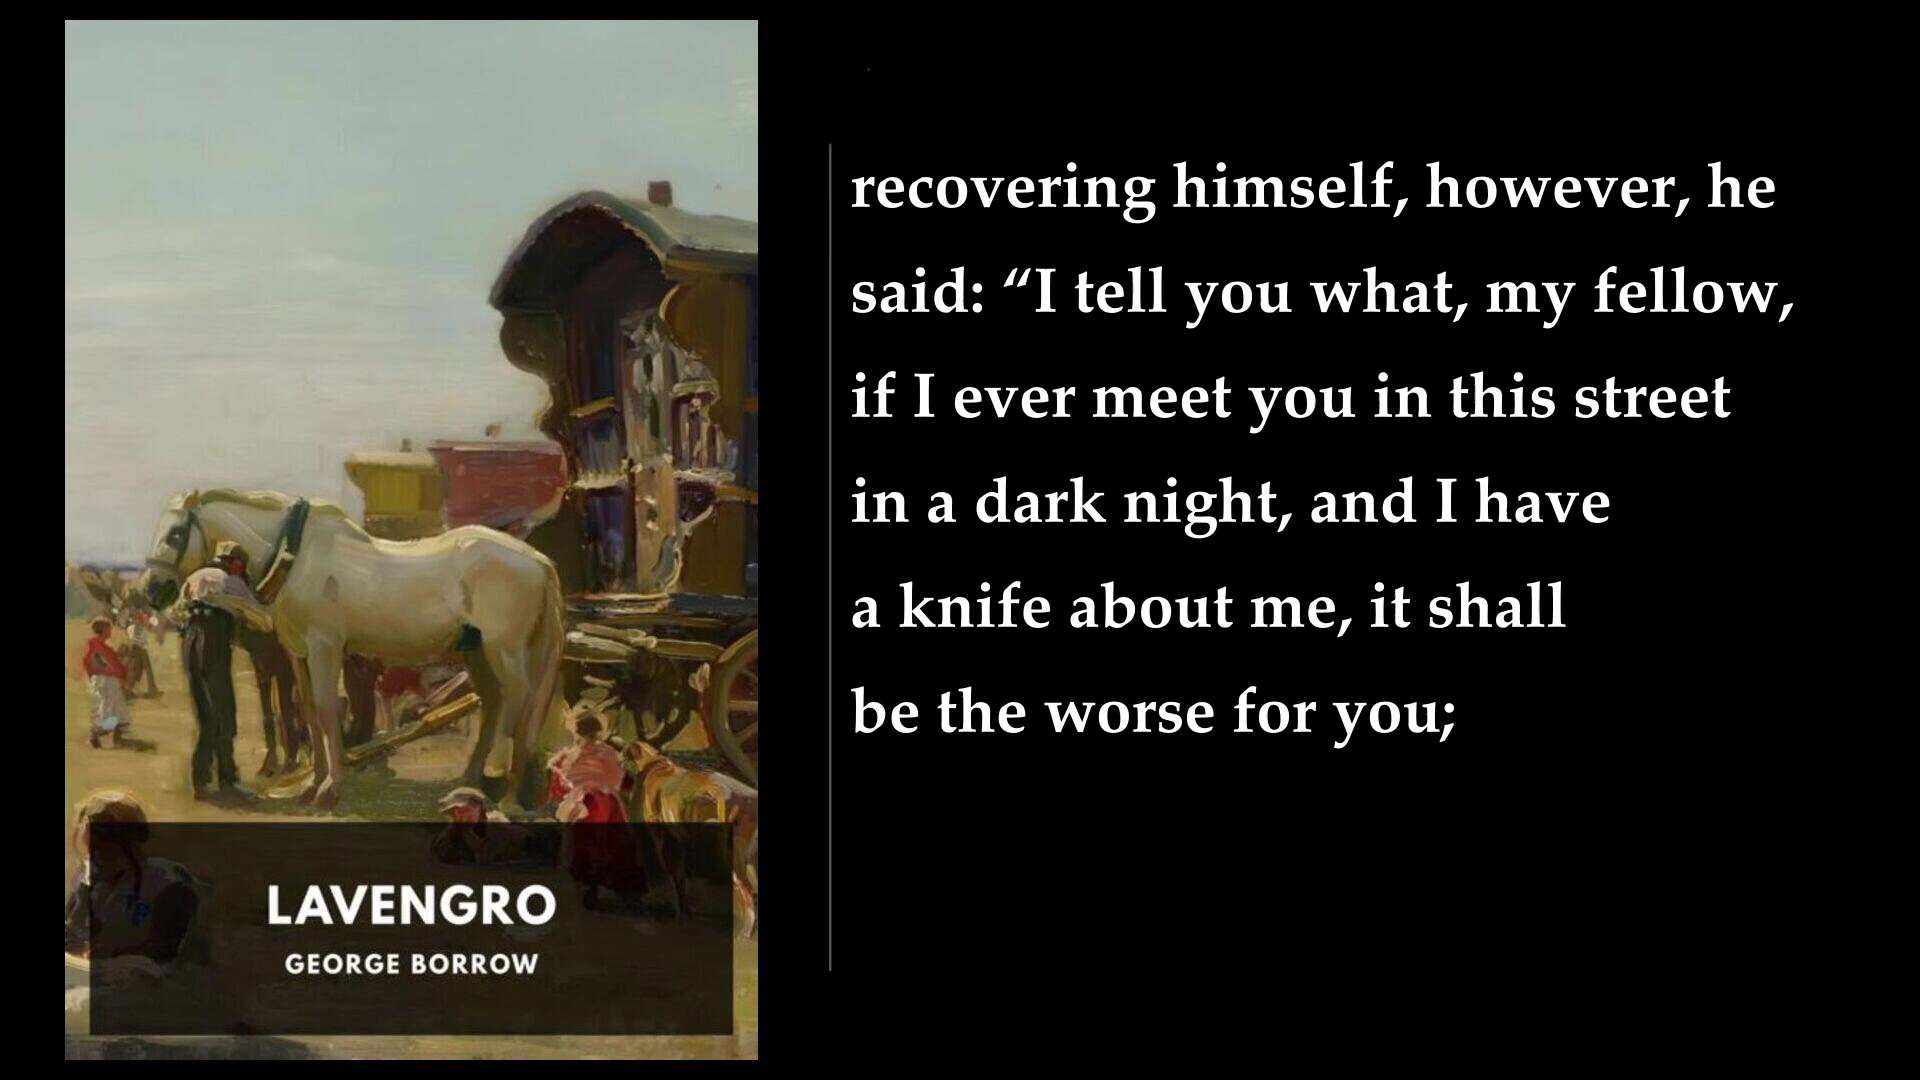 LAVENGRO
GEORGE BORROW
recovering himself, however, he
said: “I tell you what, my fellow,
if I ever meet you in this street
in a dark night, and I have
a knife about me, it shall
be the worse for you;